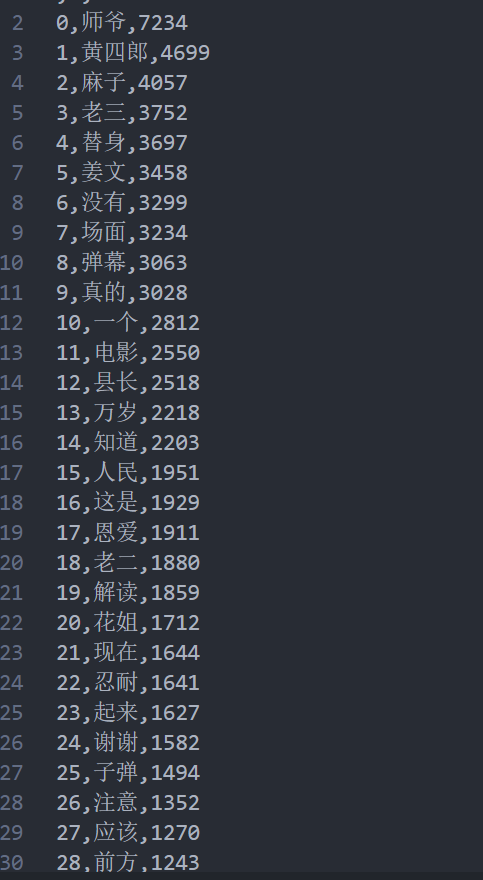 2 0,师爷,7234
3 1,黄四郎,4699
4 2,麻子,4057
5 3,老三,3752
6 4,替身,3697
7 5,姜文,3458
8 6,没有,3299
9 7,场面,3234
10 8,弹幕,3063
11 9,真的,3028
12 10,一个,2812
13 11,电影,2550
14 12,县长,2518
15 13,万岁,2218
16 14,知道,2203
17 15,人民,1951
18 16,这是,1929
19 17,恩爱,1911
20 18,老二,1880
21 19,解读,1859
22 20,花姐,1712
23 21,现在,1644
24 22,忍耐,1641
25 23,起来,1627
26 24,谢谢,1582
27 25,子弹,1494
28 26,注意,1352
29 27,应该,1270
30 28,前方,1243